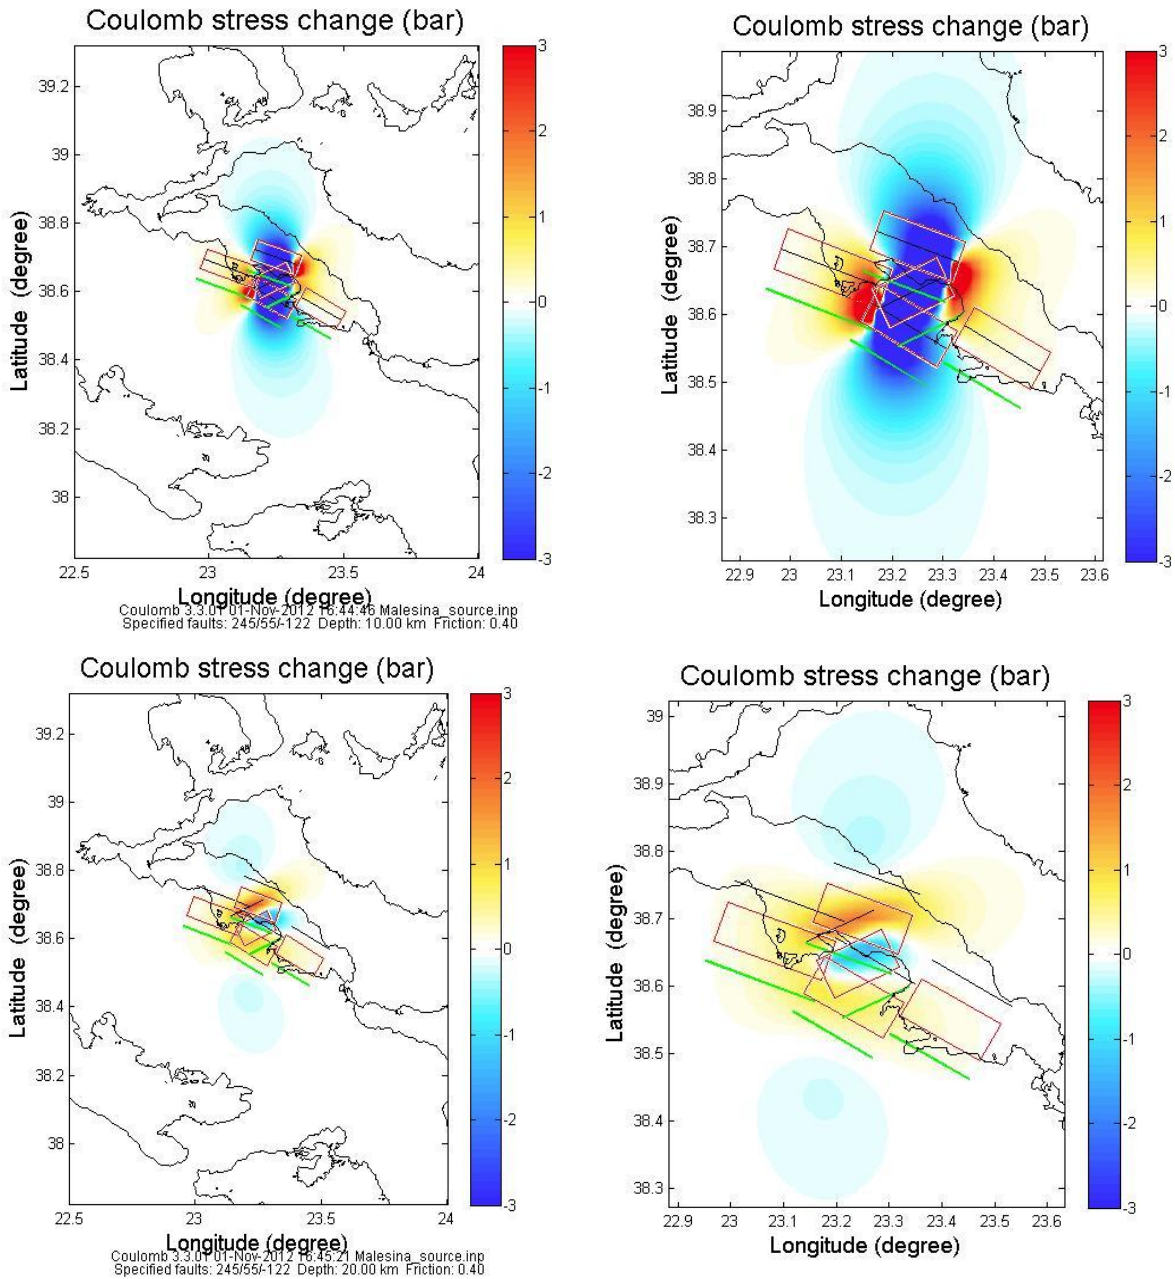 Coulomb stress change (bar)
39.2
39
38.8
38.6
38.4
38.2
38
22.5 23 23.5 24
Latitude (degree)
Longitude (degree)
3
2
1
0
-1
-2
-3
Coulomb 3.3.01 01-Nov-2012 16:44:46 Malesina_source.inp
Specified faults: 245/55/-122 Depth: 10.00 km Friction: 0.40
Coulomb stress change (bar)
38.9
38.8
38.7
38.6
38.5
38.4
38.3
22.9 23 23.1 23.2 23.3 23.4 23.5 23.6
Latitude (degree)
Longitude (degree)
3
2
1
0
-1
-2
-3
Coulomb stress change (bar)
39.2
39
38.8
38.6
38.4
38.2
38
22.5 23 23.5 24
Latitude (degree)
Longitude (degree)
3
2
1
0
-1
-2
-3
Coulomb 3.3.01 01-Nov-2012 16:45:21 Malesina_source.inp
Specified faults: 245/55/-122 Depth: 20.00 km Friction: 0.40
Coulomb stress change (bar)
39
38.9
38.8
38.7
38.6
38.5
38.4
38.3
22.9 23 23.1 23.2 23.3 23.4 23.5 23.6
Latitude (degree)
Longitude (degree)
3
2
1
0
-1
-2
-3